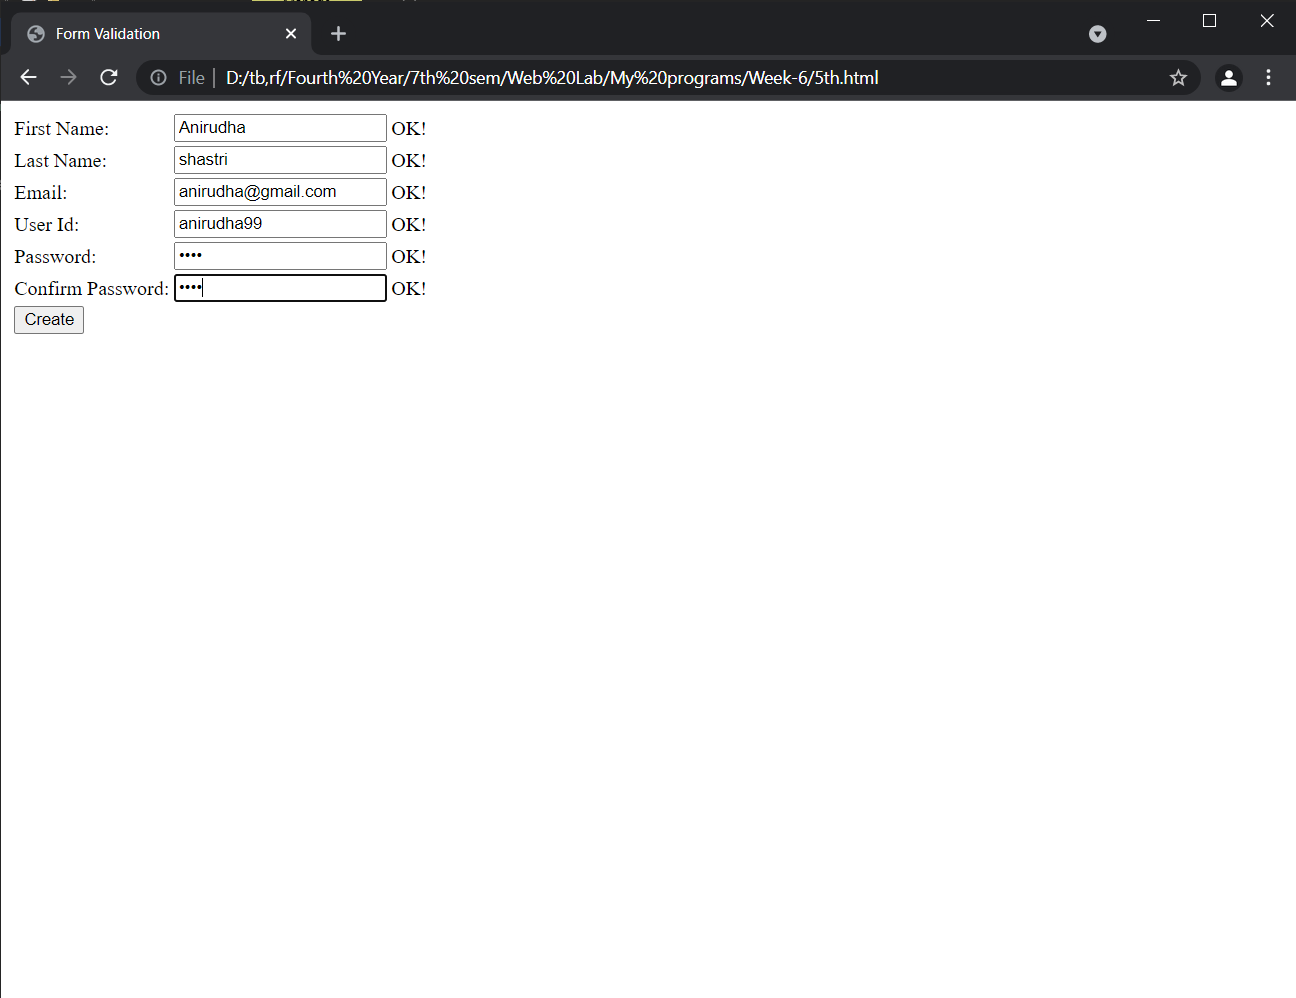 Form Validation
File | D:/tb,rf/Fourth%20Year/7th%20sem/Web%20Lab/My%20programs/Week-6/5th.html
First Name: Anirudha OK!
Last Name: shastri OK!
Email: anirudha@gmail.com OK!
User Id: anirudha99 OK!
Password: •••• OK!
Confirm Password: •••• OK!
Create